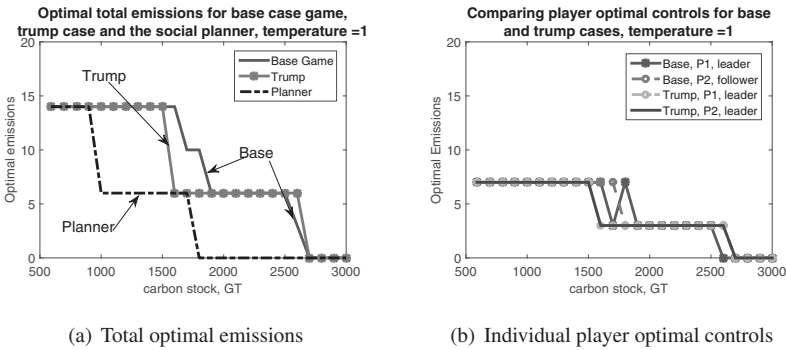 Optimal total emissions for base case game,
trump case and the social planner, temperature =1
20
15
10
5
0
Optimal emissions
500
1000
1500
2000
2500
3000
carbon stock, GT
Base Game
Trump
Planner
Trump
Base
Planner
(a) Total optimal emissions
Comparing player optimal controls for base
and trump cases, temperature =1
20
15
10
5
0
Optimal Emissions
500
1000
1500
2000
2500
3000
carbon stock, GT
Base, P1, leader
Base, P2, follower
Trump, P1, leader
Trump, P2, leader
(b) Individual player optimal controls